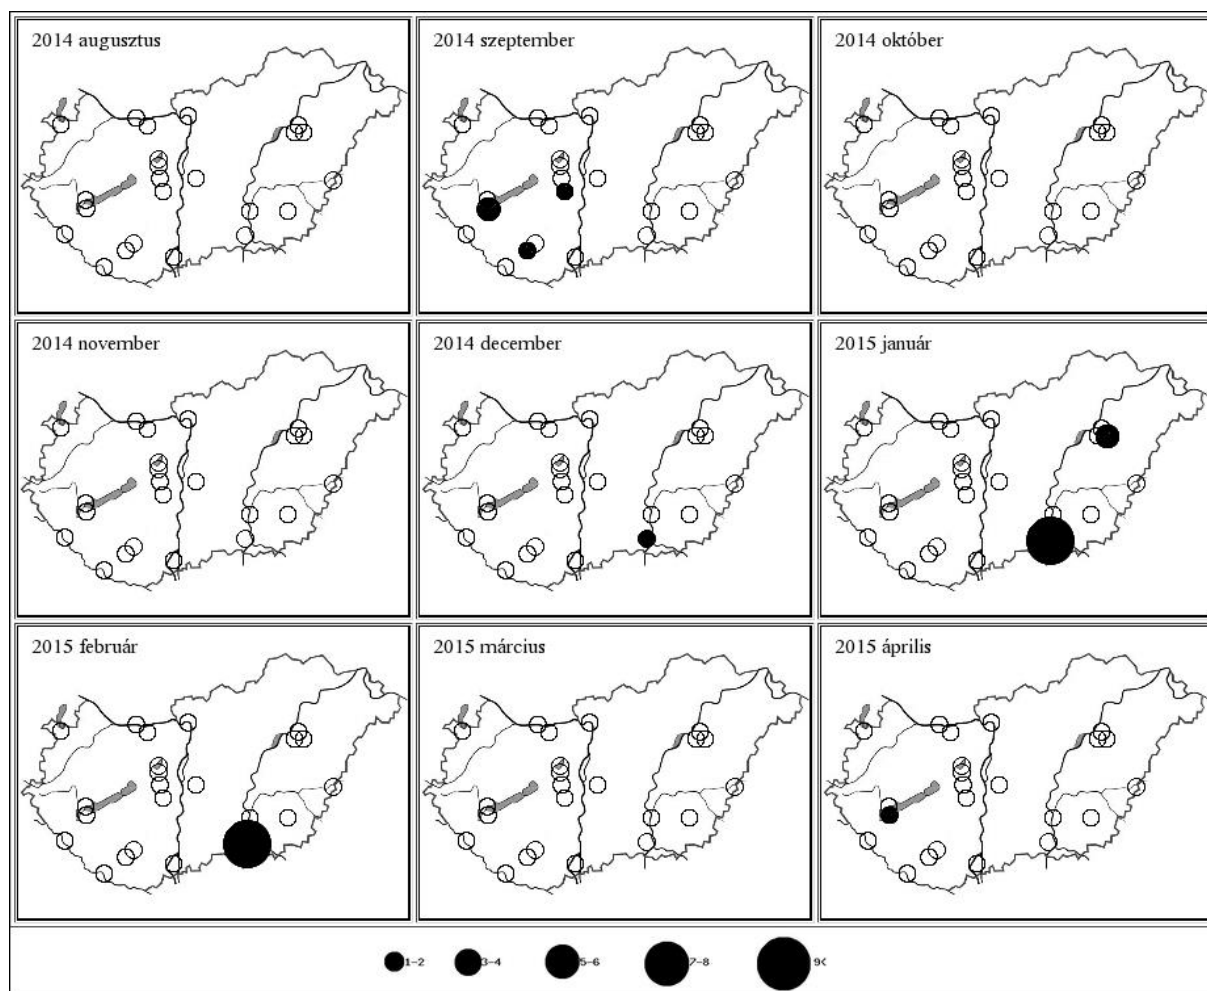 2014 augusztus
2014 szeptember
2014 október
2014 november
2014 december
2015 január
2015 február
2015 március
2015 április
1-2 3-4 5-6 7-8 9<